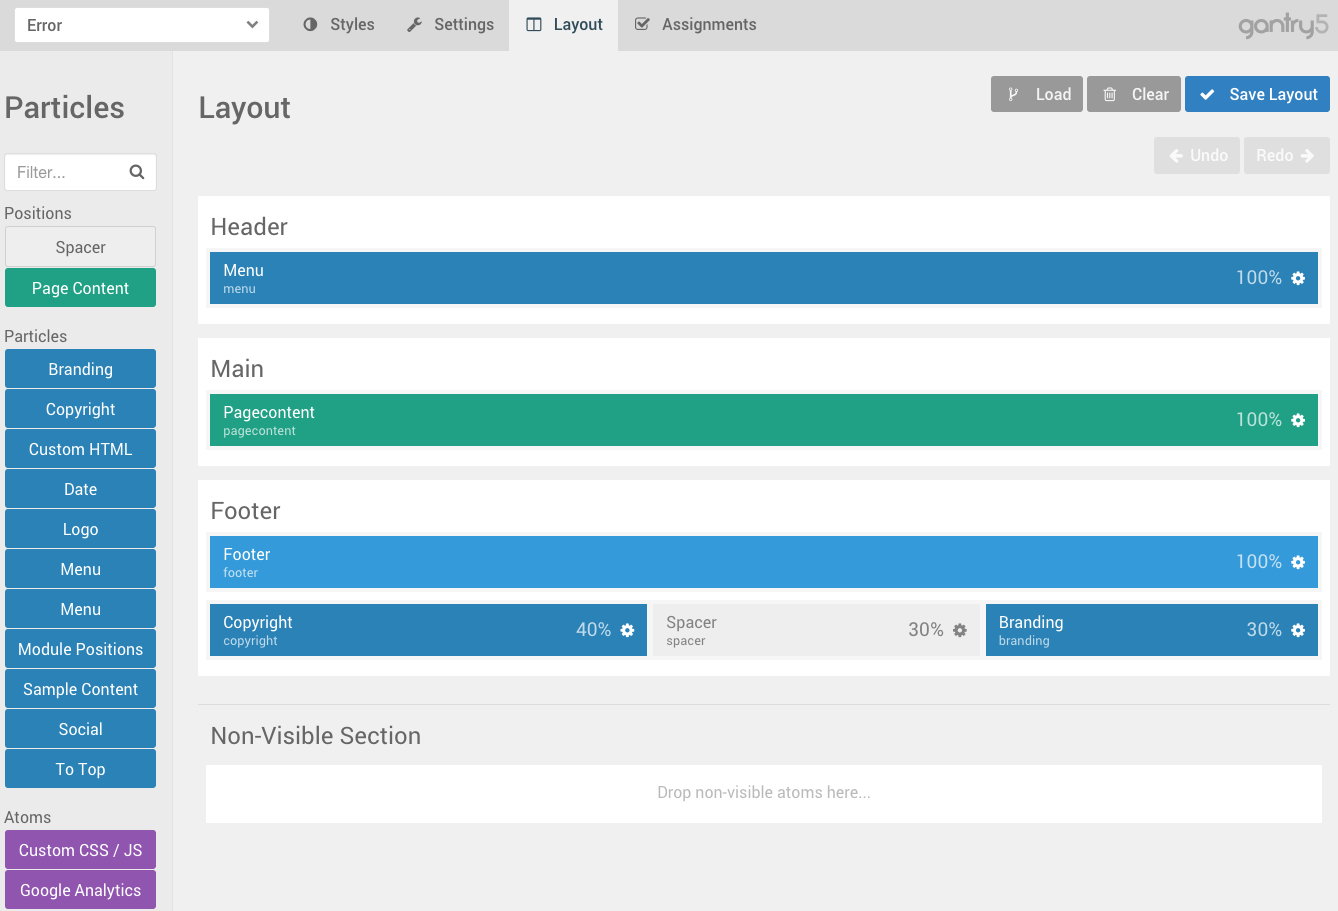 Error
Styles
Settings
Layout
Assignments
gantry5
Particles
Filter...
Positions
Spacer
Page Content
Particles
Branding
Copyright
Custom HTML
Date
Logo
Menu
Menu
Module Positions
Sample Content
Social
To Top
Atoms
Custom CSS / JS
Google Analytics
Layout
Load
Clear
Save Layout
Undo
Redo
Header
Menu
menu
100%
Main
Pagecontent
pagecontent
100%
Footer
Footer
footer
100%
Copyright
copyright
40%
Spacer
spacer
30%
Branding
branding
30%
Non-Visible Section
Drop non-visible atoms here...